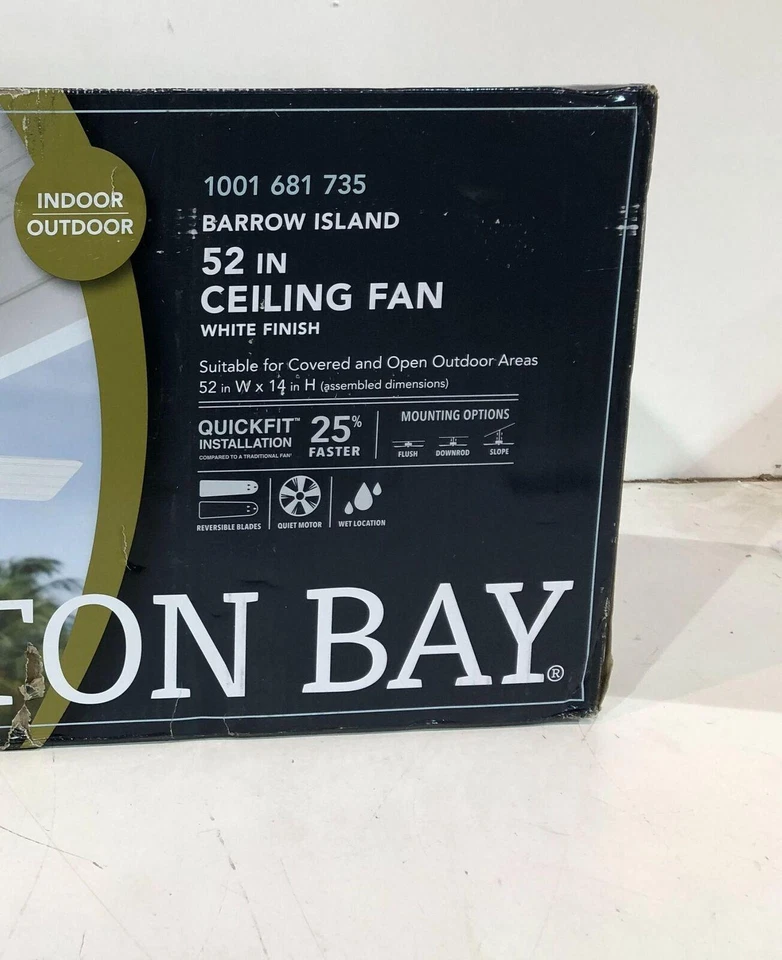 INDOOR
OUTDOOR
1001 681 735
BARROW ISLAND
52 IN
CEILING FAN
WHITE FINISH
Suitable for Covered and Open Outdoor Areas
52 in W x 14 in H (assembled dimensions)
QUICKFIT™
INSTALLATION
COMPARED TO A TRADITIONAL FAN¹
25%
FASTER
MOUNTING OPTIONS
FLUSH DOWNROD SLOPE
REVERSIBLE BLADES QUIET MOTOR WET LOCATION
TON BAY®